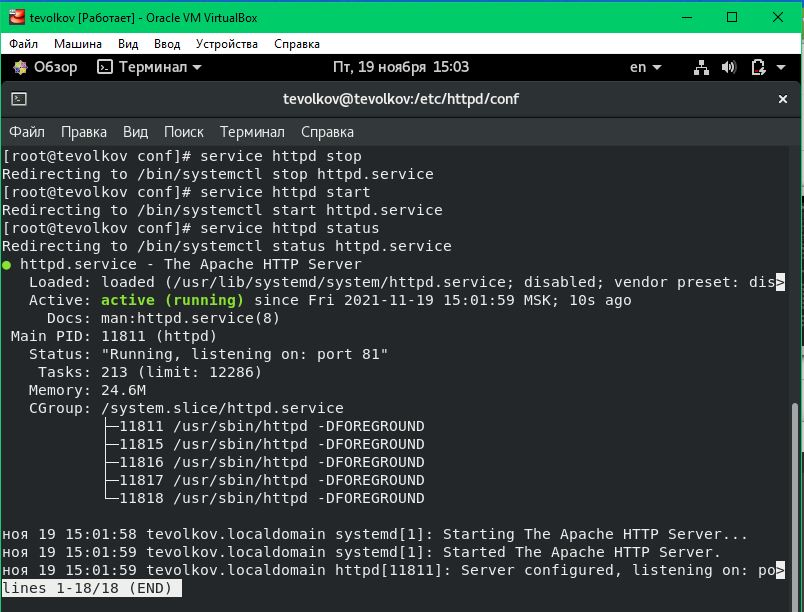 tevolkov [Работает] - Oracle VM VirtualBox
Файл Машина Вид Ввод Устройства Справка
Обзор Терминал Пт, 19 ноября 15:03 en
tevolkov@tevolkov:/etc/httpd/conf
Файл Правка Вид Поиск Терминал Справка
[root@tevolkov conf]# service httpd stop
Redirecting to /bin/systemctl stop httpd.service
[root@tevolkov conf]# service httpd start
Redirecting to /bin/systemctl start httpd.service
[root@tevolkov conf]# service httpd status
Redirecting to /bin/systemctl status httpd.service
● httpd.service - The Apache HTTP Server
Loaded: loaded (/usr/lib/systemd/system/httpd.service; disabled; vendor preset: dis>
Active: active (running) since Fri 2021-11-19 15:01:59 MSK; 10s ago
Docs: man:httpd.service(8)
Main PID: 11811 (httpd)
Status: "Running, listening on: port 81"
Tasks: 213 (limit: 12286)
Memory: 24.6M
CGroup: /system.slice/httpd.service
├─11811 /usr/sbin/httpd -DFOREGROUND
├─11815 /usr/sbin/httpd -DFOREGROUND
├─11816 /usr/sbin/httpd -DFOREGROUND
├─11817 /usr/sbin/httpd -DFOREGROUND
└─11818 /usr/sbin/httpd -DFOREGROUND
ноя 19 15:01:58 tevolkov.localdomain systemd[1]: Starting The Apache HTTP Server...
ноя 19 15:01:59 tevolkov.localdomain systemd[1]: Started The Apache HTTP Server.
ноя 19 15:01:59 tevolkov.localdomain httpd[11811]: Server configured, listening on: po>
lines 1-18/18 (END)